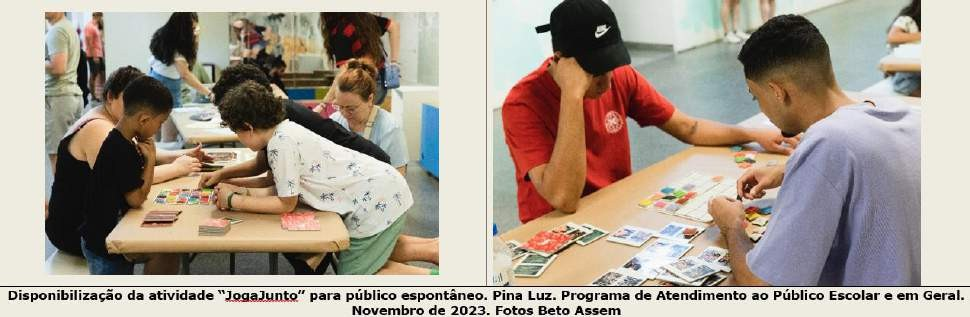 Disponibilização da atividade “JogaJunto” para público espontâneo. Pina Luz. Programa de Atendimento ao Público Escolar e em Geral.
Novembro de 2023. Fotos Beto Assem